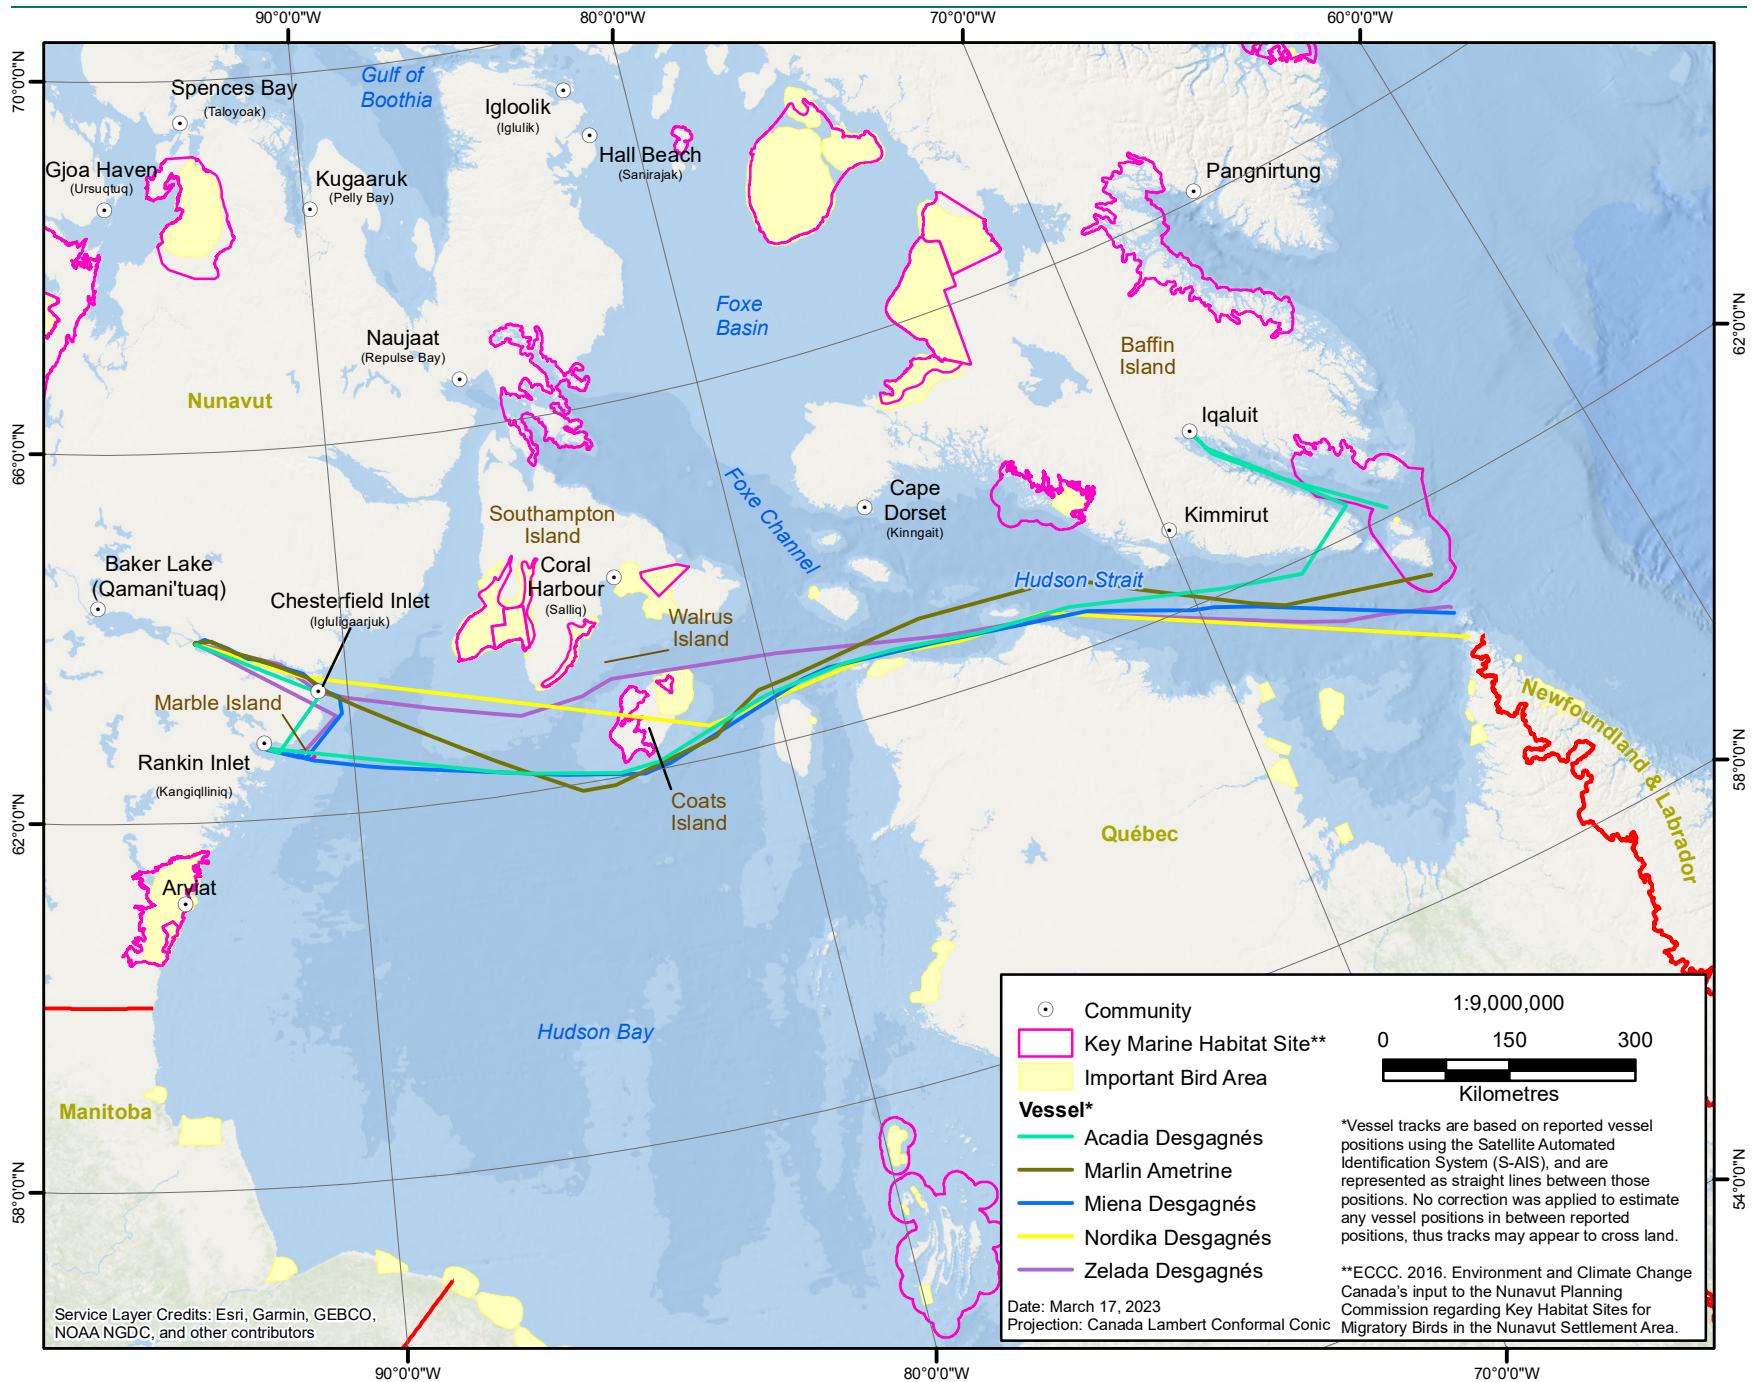 90°0'0"W
80°0'0"W
70°0'0"W
60°0'0"W
70°0'0"N
66°0'0"N
62°0'0"N
58°0'0"N
62°0'0"N
58°0'0"N
54°0'0"N
90°0'0"W
80°0'0"W
70°0'0"W
Spences Bay
(Taloyoak)
Gulf of
Boothia
Igloolik
(Iglulik)
Hall Beach
(Sanirajak)
Gjoa Haven
(Ursuqtuq)
Kugaaruk
(Pelly Bay)
Pangnirtung
Foxe
Basin
Naujaat
(Repulse Bay)
Baffin
Island
Nunavut
Iqaluit
Foxe Channel
Cape
Dorset
(Kinngait)
Kimmirut
Southampton
Island
Coral
Harbour
(Salliq)
Hudson Strait
Baker Lake
(Qamani'tuaq)
Chesterfield Inlet
(Igluligaarjuk)
Walrus
Island
Marble Island
Rankin Inlet
(Kangiqlliniq)
Coats
Island
Newfoundland & Labrador
Québec
Arviat
Hudson Bay
Manitoba
Community
Key Marine Habitat Site**
Important Bird Area
Vessel*
Acadia Desgagnés
Marlin Ametrine
Miena Desgagnés
Nordika Desgagnés
Zelada Desgagnés
Date: March 17, 2023
Projection: Canada Lambert Conformal Conic
1:9,000,000
0 150 300
Kilometres
*Vessel tracks are based on reported vessel
positions using the Satellite Automated
Identification System (S-AIS), and are
represented as straight lines between those
positions. No correction was applied to estimate
any vessel positions in between reported
positions, thus tracks may appear to cross land.
**ECCC. 2016. Environment and Climate Change
Canada's input to the Nunavut Planning
Commission regarding Key Habitat Sites for
Migratory Birds in the Nunavut Settlement Area.
Service Layer Credits: Esri, Garmin, GEBCO,
NOAA NGDC, and other contributors